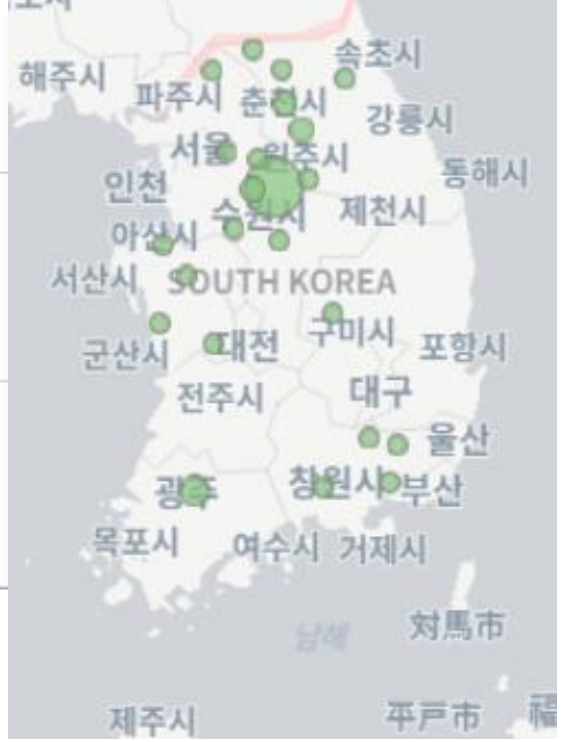 해주시
속초시
파주시
춘천시
강릉시
서울
원주시
인천
동해시
수원시
제천시
아산시
서산시
SOUTH KOREA
군산시
대전
구미시
포항시
전주시
대구
울산
광주
창원시
부산
목포시
여수시
거제시
남해
対馬市
제주시
平戸市
福